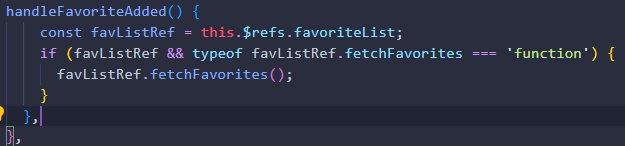 handleFavoriteAdded() {
const favListRef = this.$refs.favoriteList;
if (favListRef && typeof favListRef.fetchFavorites === 'function') {
favListRef.fetchFavorites();
}
},
},